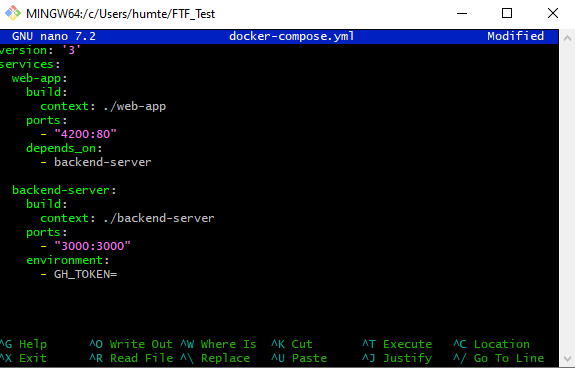 MINGW64:/c/Users/humte/FTF_Test
GNU nano 7.2 docker-compose.yml Modified
version: '3'
services:
  web-app:
    build:
      context: ./web-app
    ports:
      - "4200:80"
    depends_on:
      - backend-server

  backend-server:
    build:
      context: ./backend-server
    ports:
      - "3000:3000"
    environment:
      - GH_TOKEN=
^G Help ^O Write Out ^W Where Is ^K Cut ^T Execute ^C Location
^X Exit ^R Read File ^\ Replace ^U Paste ^J Justify ^/ Go To Line